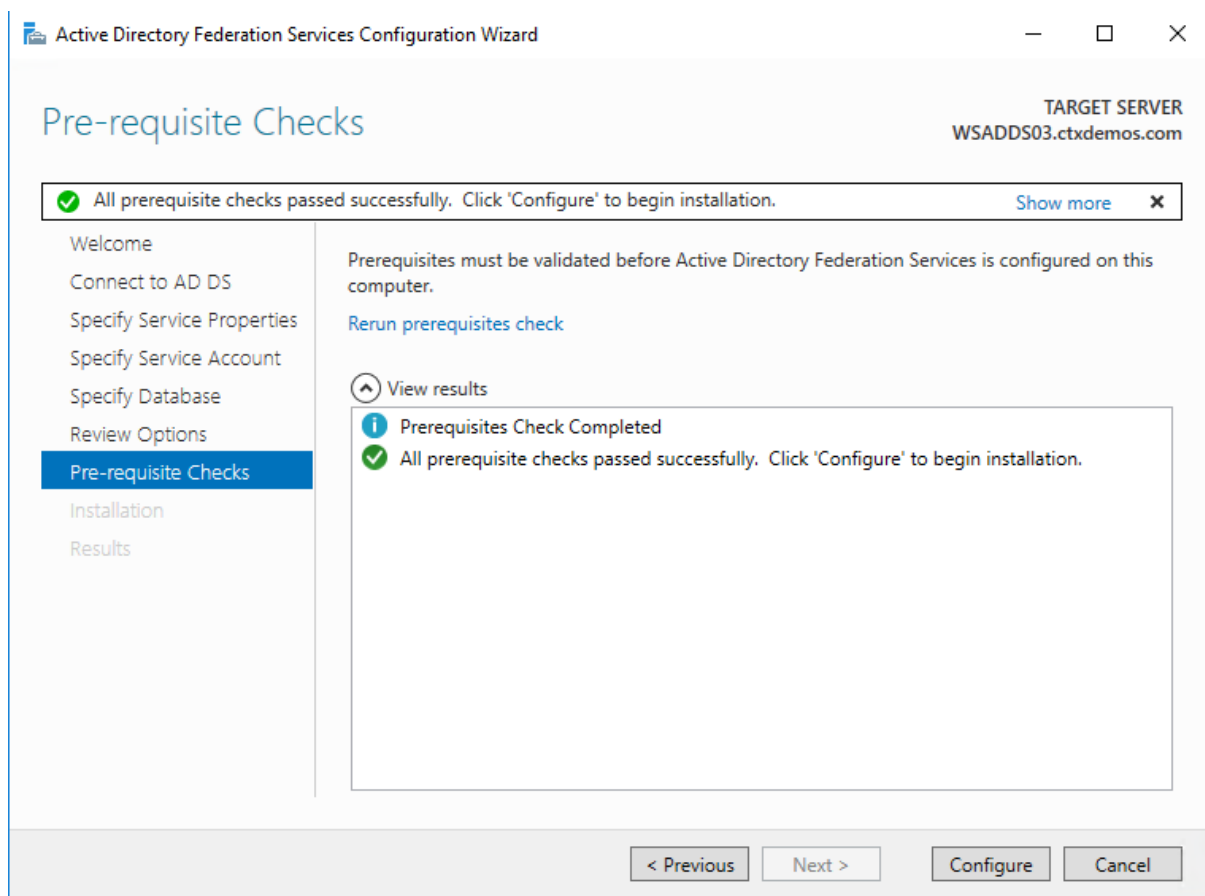 Active Directory Federation Services Configuration Wizard
Pre-requisite Checks
TARGET SERVER
WSADDS03.ctxdemos.com
All prerequisite checks passed successfully. Click 'Configure' to begin installation.
Show more
Welcome
Connect to AD DS
Specify Service Properties
Specify Service Account
Specify Database
Review Options
Pre-requisite Checks
Installation
Results
Prerequisites must be validated before Active Directory Federation Services is configured on this
computer.
Rerun prerequisites check
View results
Prerequisites Check Completed
All prerequisite checks passed successfully. Click 'Configure' to begin installation.
< Previous
Next >
Configure
Cancel